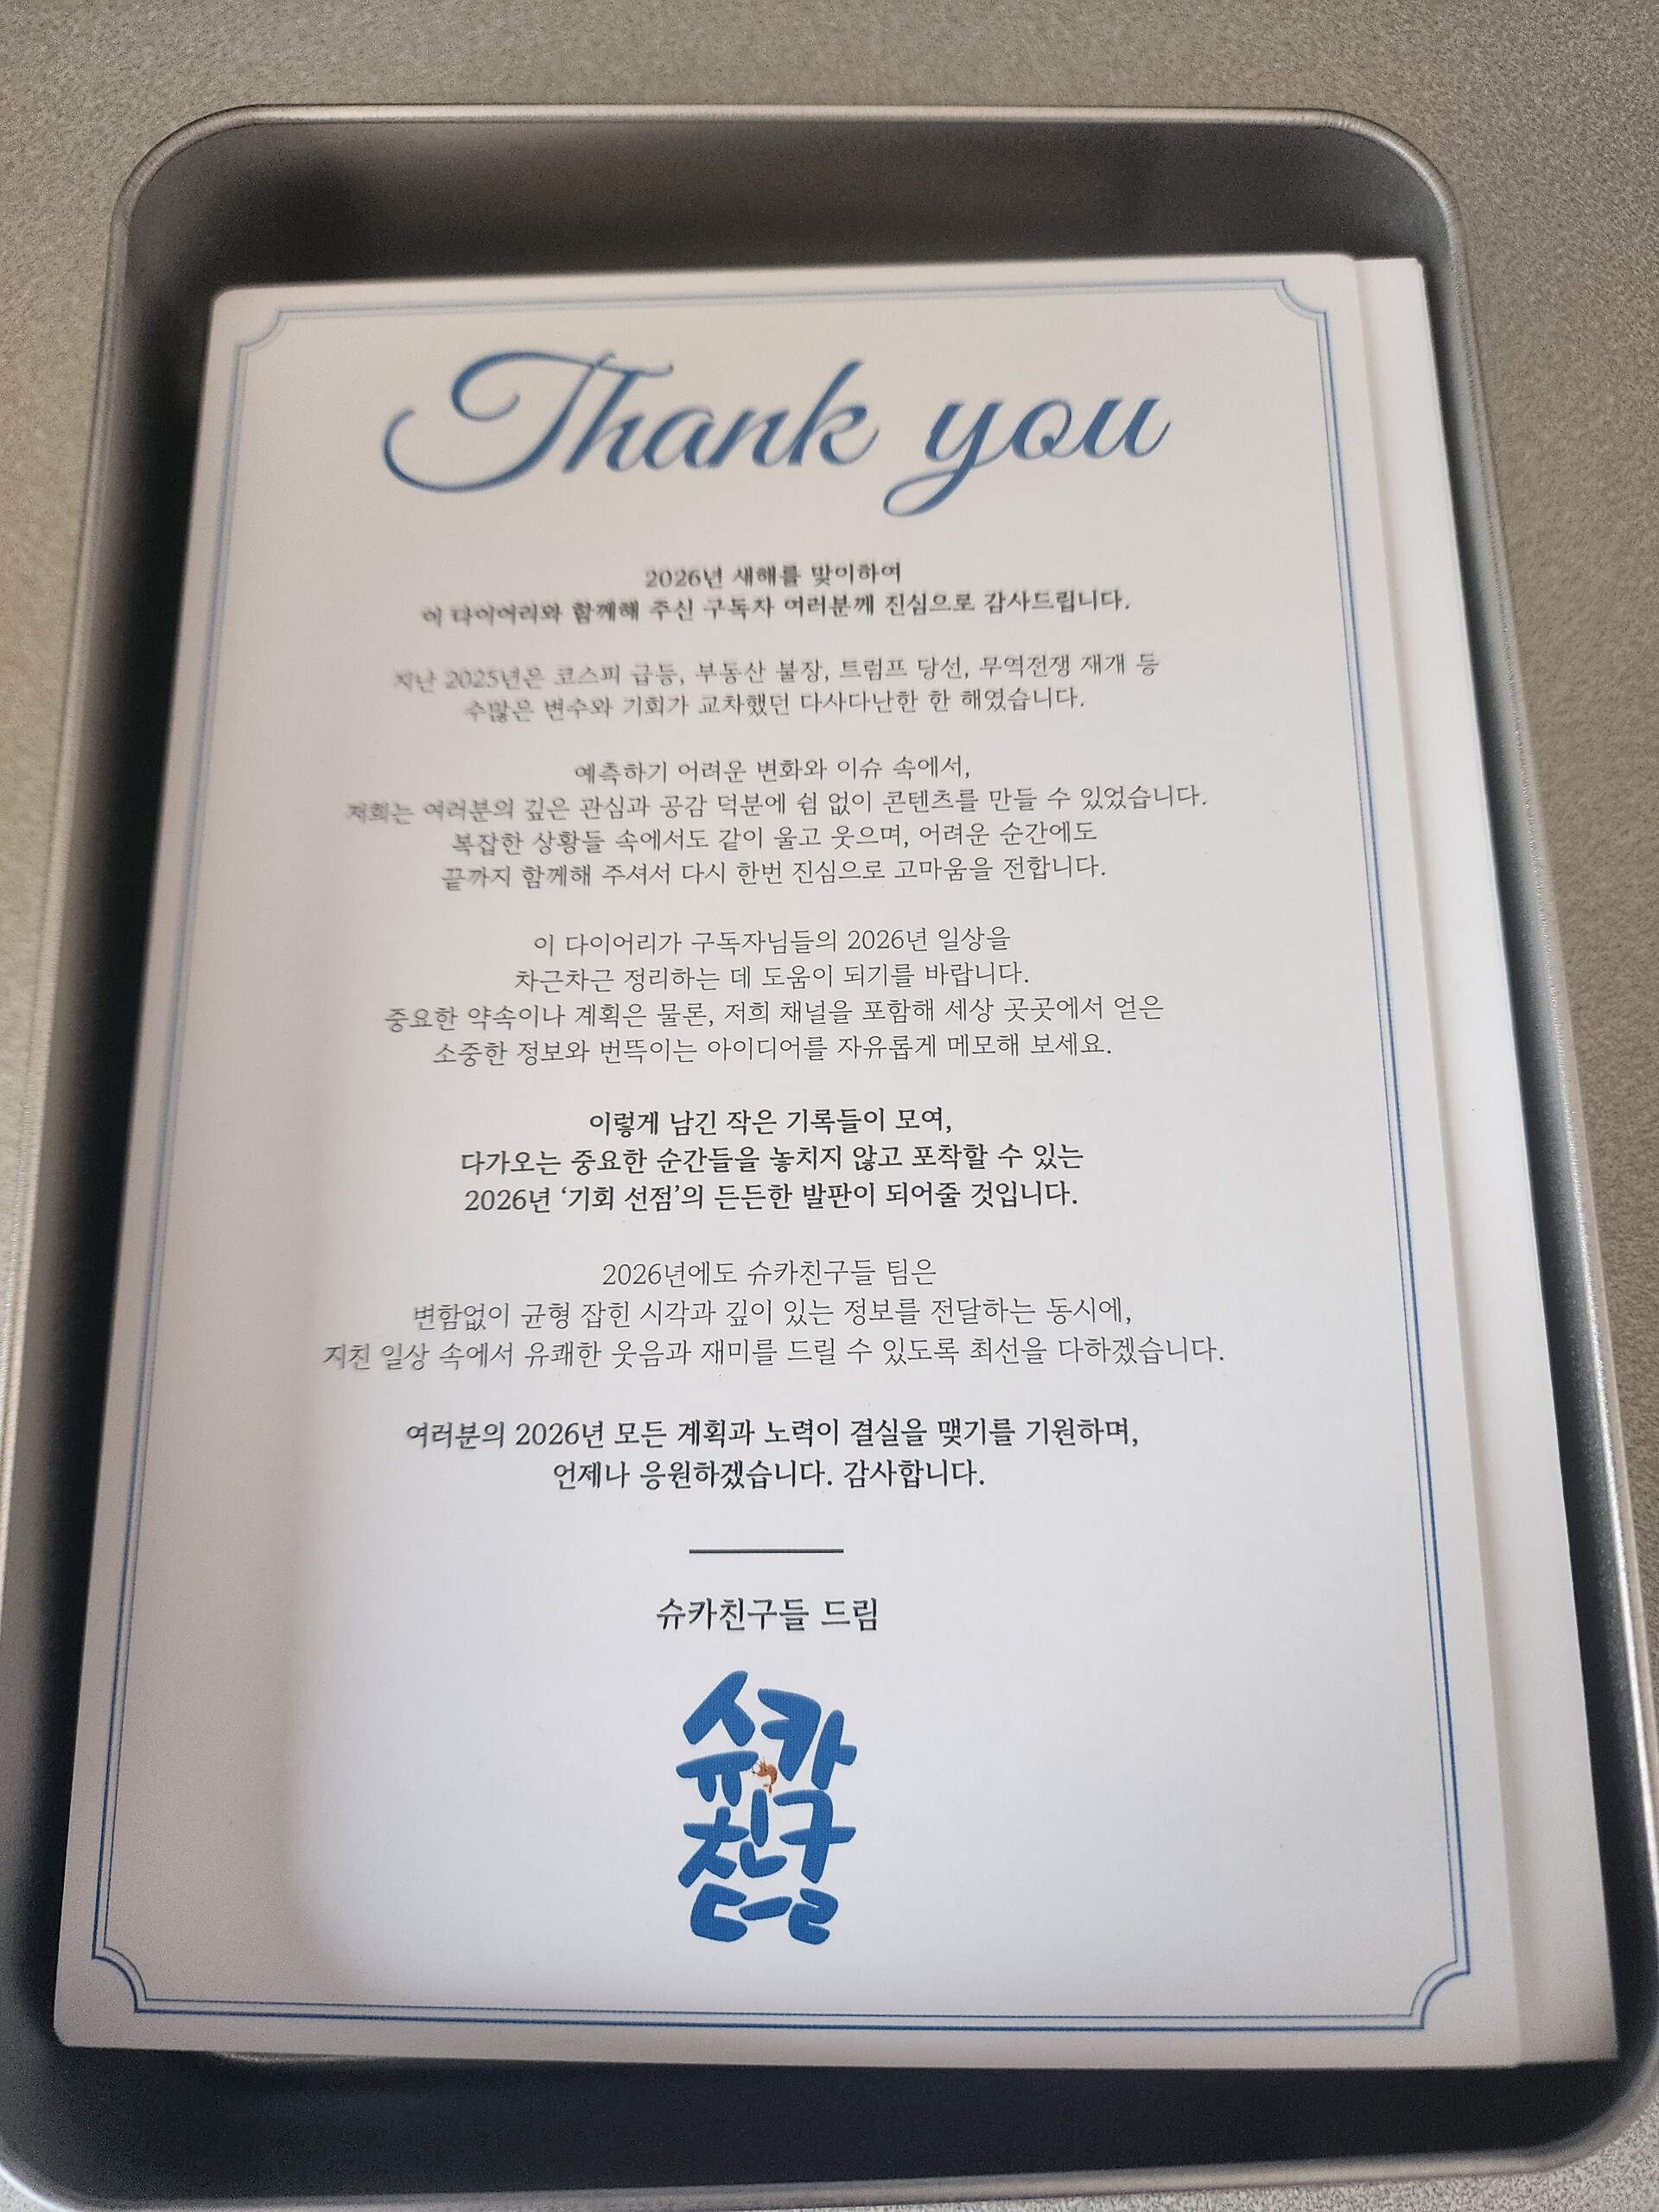 Thank you
2026년 새해를 맞이하여
이 다이어리와 함께해 주신 구독자 여러분께 진심으로 감사드립니다.
지난 2025년은 코스피 급등, 부동산 불장, 트럼프 당선, 무역전쟁 재개 등
수많은 변수와 기회가 교차했던 다사다난한 한 해였습니다.
예측하기 어려운 변화와 이슈 속에서,
저희는 여러분의 깊은 관심과 공감 덕분에 쉼 없이 콘텐츠를 만들 수 있었습니다.
복잡한 상황들 속에서도 같이 울고 웃으며, 어려운 순간에도
끝까지 함께해 주셔서 다시 한번 진심으로 고마움을 전합니다.
이 다이어리가 구독자님들의 2026년 일상을
차근차근 정리하는 데 도움이 되기를 바랍니다.
중요한 약속이나 계획은 물론, 저희 채널을 포함해 세상 곳곳에서 얻은
소중한 정보와 번뜩이는 아이디어를 자유롭게 메모해 보세요.
이렇게 남긴 작은 기록들이 모여,
다가오는 중요한 순간들을 놓치지 않고 포착할 수 있는
2026년 ‘기회 선점’의 든든한 발판이 되어줄 것입니다.
2026년에도 슈카친구들 팀은
변함없이 균형 잡힌 시각과 깊이 있는 정보를 전달하는 동시에,
지친 일상 속에서 유쾌한 웃음과 재미를 드릴 수 있도록 최선을 다하겠습니다.
여러분의 2026년 모든 계획과 노력이 결실을 맺기를 기원하며,
언제나 응원하겠습니다. 감사합니다.
슈카친구들 드림
슈카
친구
들